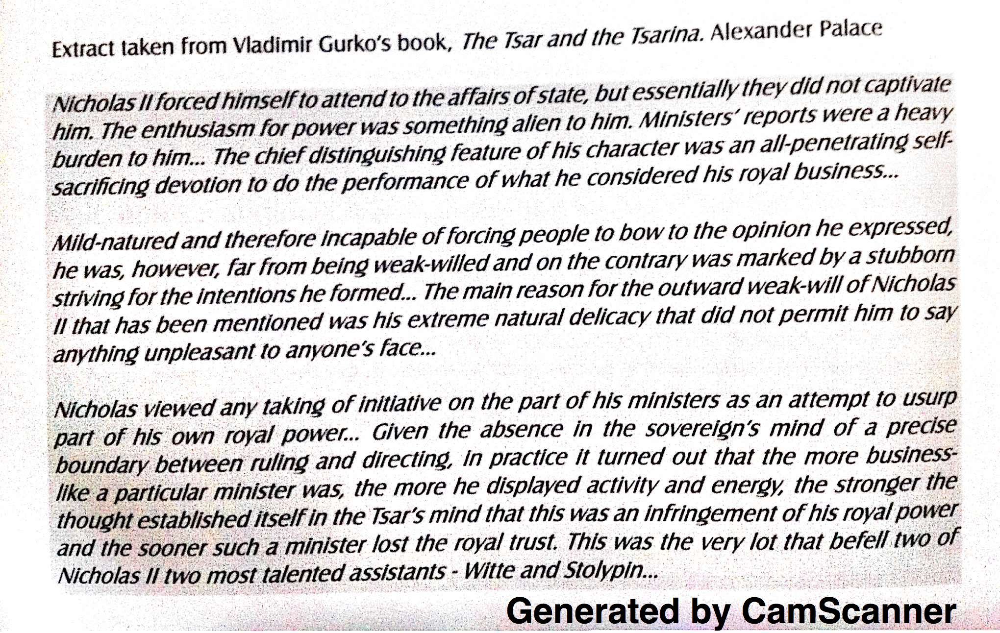 Extract taken from Vladimir Gurko's book, The Tsar and the Tsarina. Alexander Palace
Nicholas II forced himself to attend to the affairs of state, but essentially they did not captivate
him. The enthusiasm for power was something alien to him. Ministers' reports were a heavy
burden to him... The chief distinguishing feature of his character was an all-penetrating self-
sacrificing devotion to do the performance of what he considered his royal business...
Mild-natured and therefore incapable of forcing people to bow to the opinion he expressed,
he was, however, far from being weak-willed and on the contrary was marked by a stubborn
striving for the intentions he formed... The main reason for the outward weak-will of Nicholas
II that has been mentioned was his extreme natural delicacy that did not permit him to say
anything unpleasant to anyone's face...
Nicholas viewed any taking of initiative on the part of his ministers as an attempt to usurp
part of his own royal power... Given the absence in the sovereign's mind of a precise
boundary between ruling and directing, in practice it turned out that the more business-
like a particular minister was, the more he displayed activity and energy, the stronger the
thought established itself in the Tsar's mind that this was an infringement of his royal power
and the sooner such a minister lost the royal trust. This was the very lot that befell two of
Nicholas II two most talented assistants - Witte and Stolypin...
Generated by CamScanner